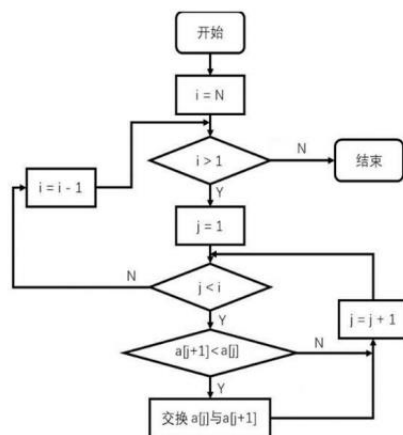 开始
i = N
i > 1
N
结束
i = i - 1
Y
j = 1
N
j < i
j = j + 1
Y
a[j+1] < a[j]
N
Y
交换 a[j]与a[j+1]